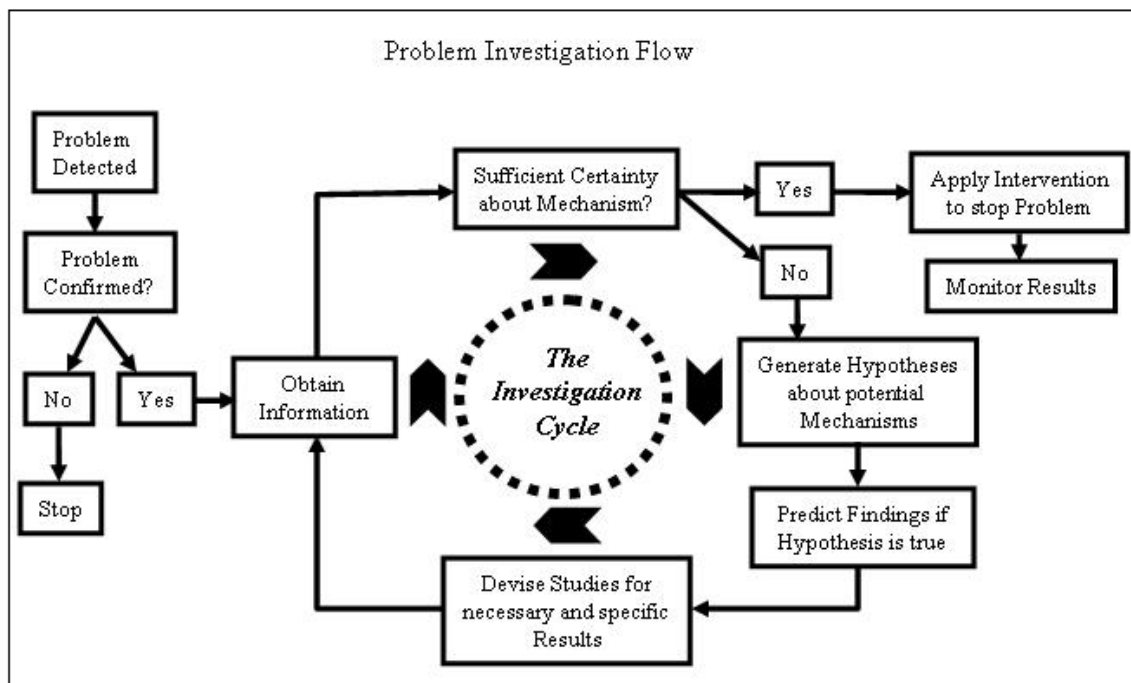 Problem Investigation Flow
Problem
Detected
Problem
Confirmed?
No
Yes
Stop
Obtain
Information
Sufficient Certainty
about Mechanism?
Yes
No
Apply Intervention
to stop Problem
Monitor Results
Generate Hypotheses
about potential
Mechanisms
Predict Findings if
Hypothesis is true
Devise Studies for
necessary and specific
Results
The
Investigation
Cycle